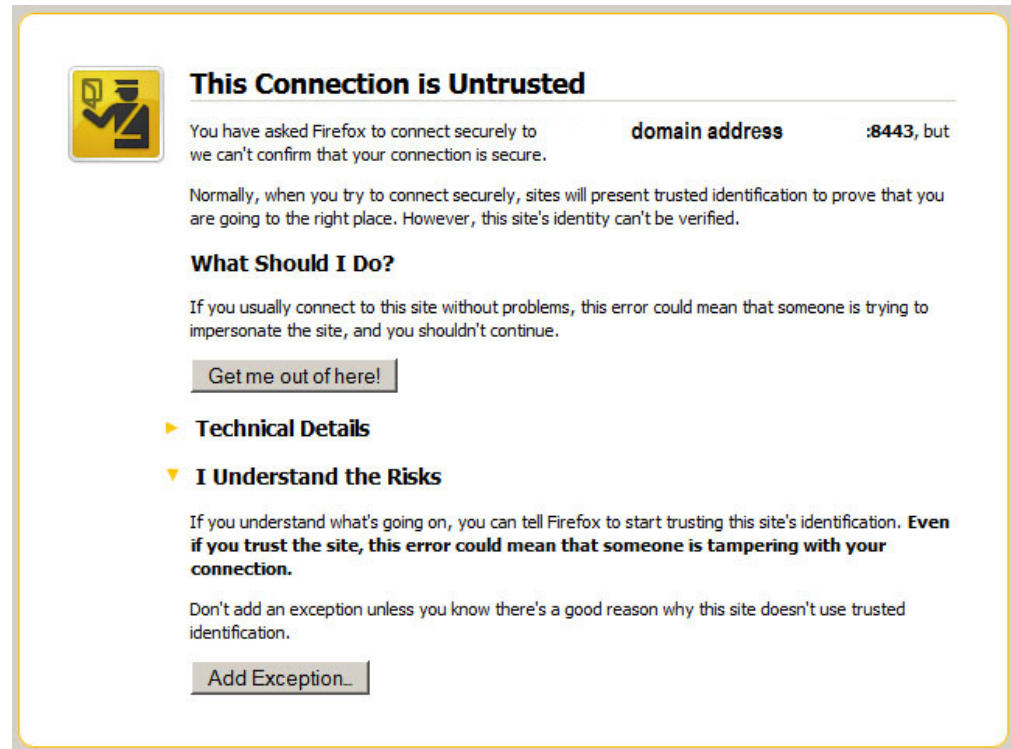 This Connection is Untrusted
You have asked Firefox to connect securely to domain address :8443, but
we can't confirm that your connection is secure.
Normally, when you try to connect securely, sites will present trusted identification to prove that you
are going to the right place. However, this site's identity can't be verified.
What Should I Do?
If you usually connect to this site without problems, this error could mean that someone is trying to
impersonate the site, and you shouldn't continue.
Get me out of here!
Technical Details
I Understand the Risks
If you understand what's going on, you can tell Firefox to start trusting this site's identification. Even
if you trust the site, this error could mean that someone is tampering with your
connection.
Don't add an exception unless you know there's a good reason why this site doesn't use trusted
identification.
Add Exception...